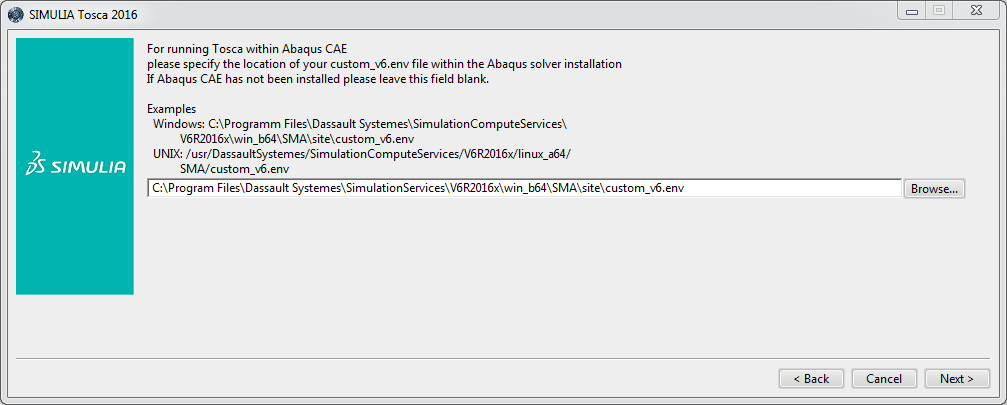 SIMULIA Tosca 2016
For running Tosca within Abaqus CAE
please specify the location of your custom_v6.env file within the Abaqus solver installation
If Abaqus CAE has not been installed please leave this field blank.
Examples
Windows: C:\Programm Files\Dassault Systemes\SimulationComputeServices\
V6R2016x\win_b64\SMA\site\custom_v6.env
UNIX: /usr/DassaultSystemes/SimulationComputeServices/V6R2016x/linux_a64/
SMA/custom_v6.env
C:\Program Files\Dassault Systemes\SimulationServices\V6R2016x\win_b64\SMA\site\custom_v6.env
Browse...
3DS SIMULIA
< Back
Cancel
Next >